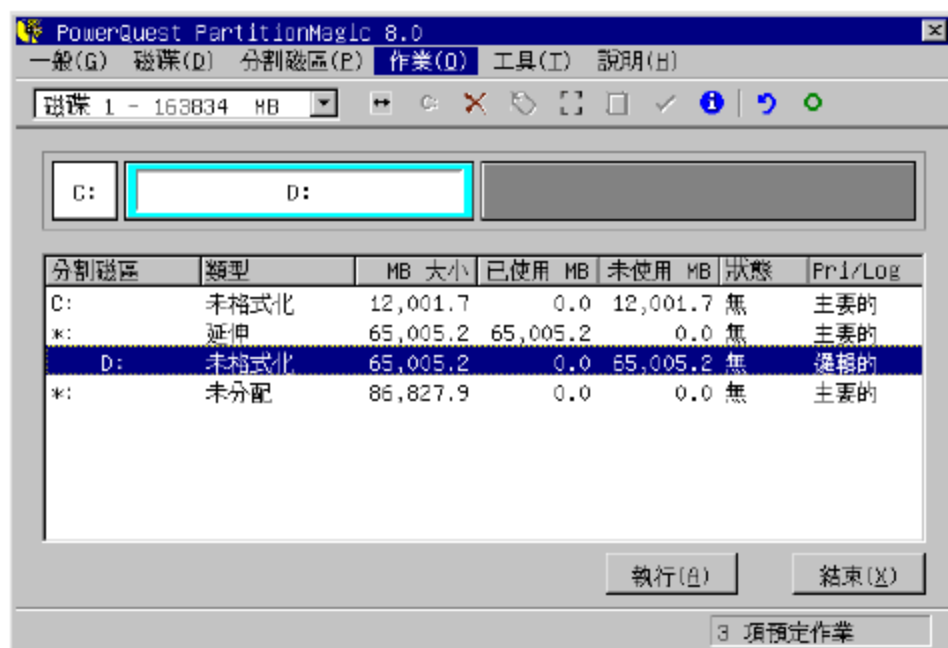 PowerQuest PartitionMagic 8.0
一般(G) 磁碟(D) 分割磁區(P) 作業(O) 工具(T) 說明(H)
磁碟 1 - 163834 MB C:
C: D:
分割磁區 類型 MB 大小 已使用 MB 未使用 MB 狀態 Pri/Log
C: 未格式化 12,001.7 0.0 12,001.7 無 主要的
*: 延伸 65,005.2 65,005.2 0.0 無 主要的
D: 未格式化 65,005.2 0.0 65,005.2 無 邏輯的
*: 未分配 86,827.9 0.0 0.0 無 主要的
執行(A) 結束(X)
3 項預定作業